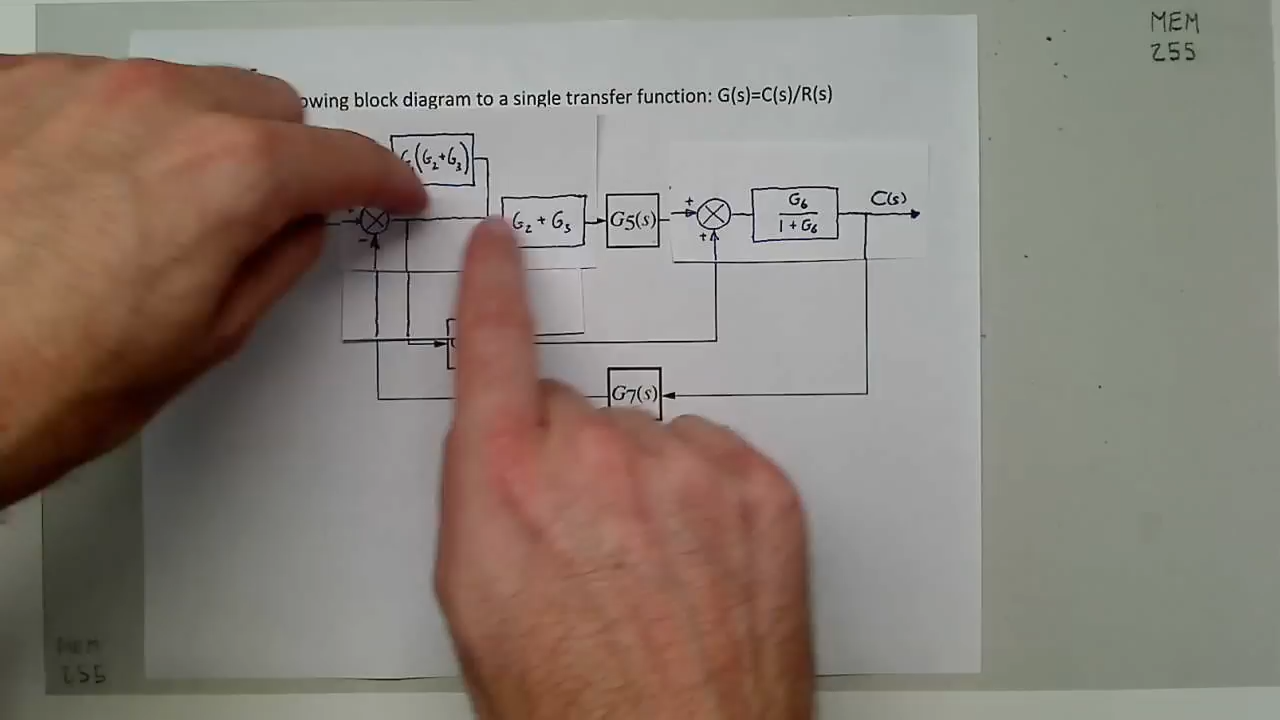 MEM
255
owing block diagram to a single transfer function: G(s)=C(s)/R(s)
(G₂+G₃)
G₂ + G₃
G5(s)
+
G₆
1+G₆
C(s)
-
+
G7(s)
MEM
255